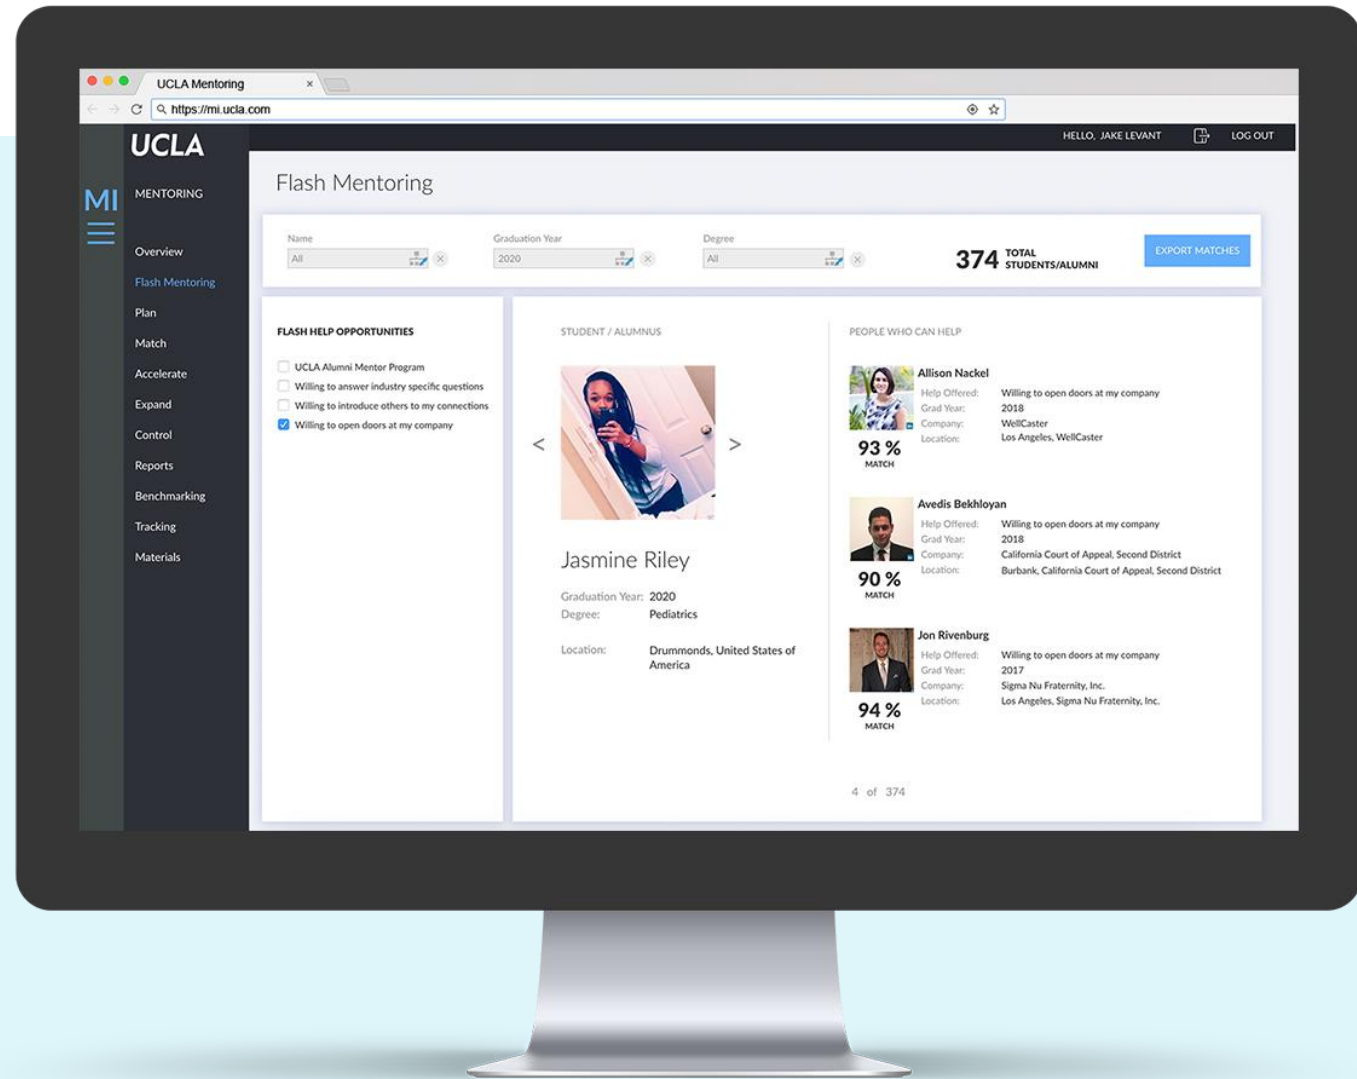 UCLA Mentoring
https://mi.ucla.com
UCLA
HELLO, JAKE LEVANT
LOG OUT
MI
MENTORING
Overview
Flash Mentoring
Plan
Match
Accelerate
Expand
Control
Reports
Benchmarking
Tracking
Materials
Flash Mentoring
Name
All
Graduation Year
2020
Degree
All
374 TOTAL
STUDENTS/ALUMNI
EXPORT MATCHES
FLASH HELP OPPORTUNITIES
UCLA Alumni Mentor Program
Willing to answer industry specific questions
Willing to introduce others to my connections
Willing to open doors at my company
STUDENT / ALUMNUS
<
>
Jasmine Riley
Graduation Year: 2020
Degree: Pediatrics
Location: Drummonds, United States of
America
PEOPLE WHO CAN HELP
Allison Nackel
Help Offered: Willing to open doors at my company
Grad Year: 2018
Company: WellCaster
Location: Los Angeles, WellCaster
93 %
MATCH
Avedis Bekhloyan
Help Offered: Willing to open doors at my company
Grad Year: 2018
Company: California Court of Appeal, Second District
Location: Burbank, California Court of Appeal, Second District
90 %
MATCH
Jon Rivenburg
Help Offered: Willing to open doors at my company
Grad Year: 2017
Company: Sigma Nu Fraternity, Inc.
Location: Los Angeles, Sigma Nu Fraternity, Inc.
94 %
MATCH
4 of 374